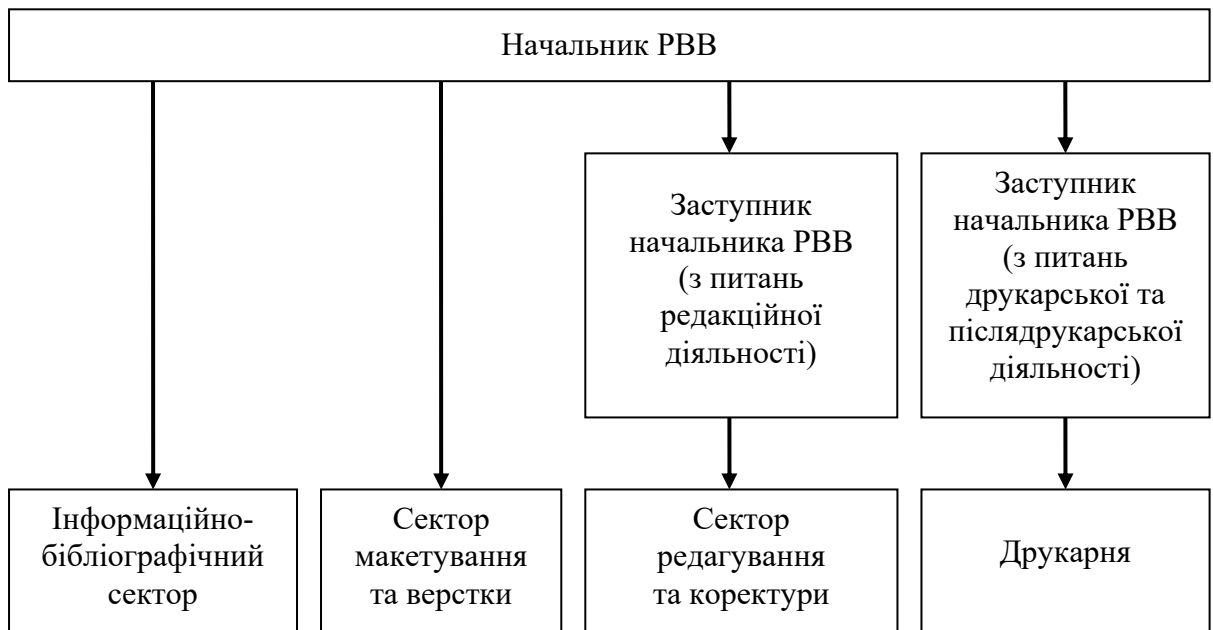 Начальник РВВ
Заступник
начальника РВВ
(з питань
редакційної
діяльності)
Заступник
начальника РВВ
(з питань
друкарської та
післядрукарської
діяльності)
Інформаційно-
бібліографічний
сектор
Сектор
макетування
та верстки
Сектор
редагування
та коректури
Друкарня